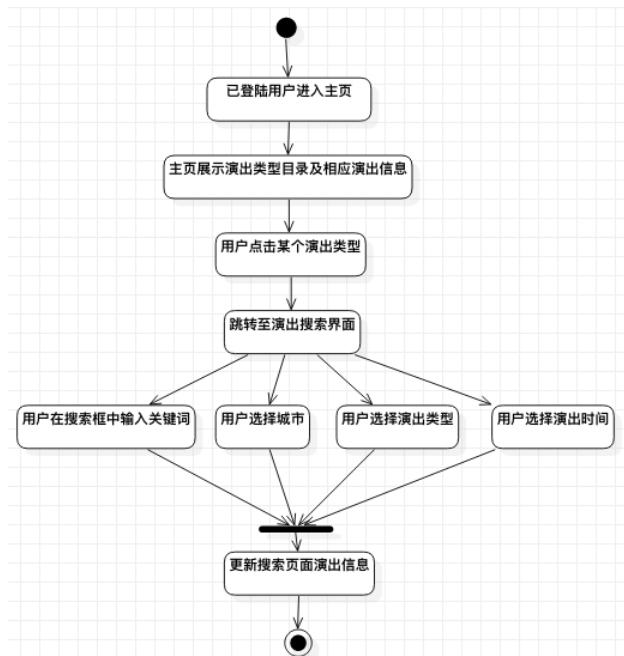 已登陆用户进入主页
主页展示演出类型目录及相应演出信息
用户点击某个演出类型
跳转至演出搜索界面
用户在搜索框中输入关键词
用户选择城市
用户选择演出类型
用户选择演出时间
更新搜索页面演出信息